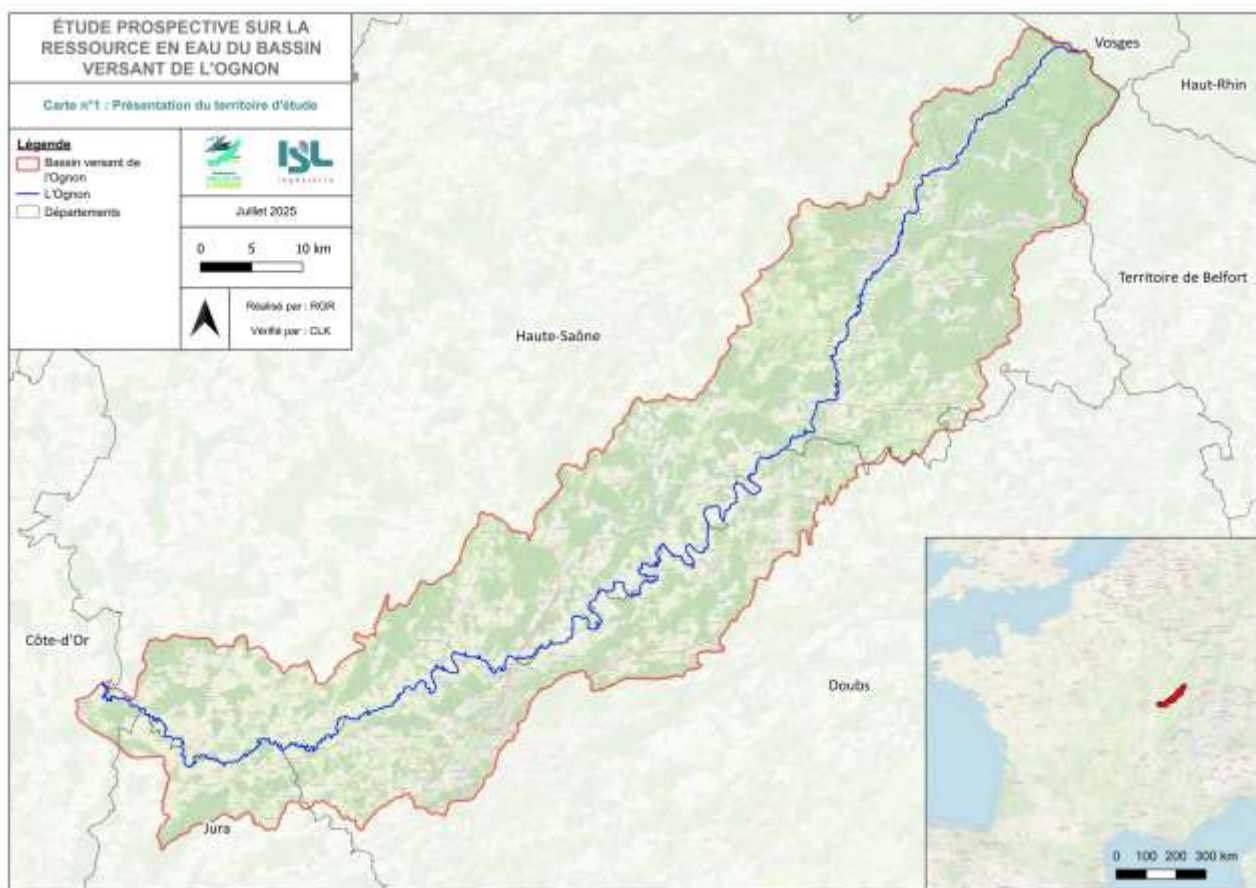 ÉTUDE PROSPECTIVE SUR LA
RESSOURCE EN EAU DU BASSIN
VERSANT DE L'OGNON
Carte n°1 : Présentation du territoire d'étude
Légende
Bassin versant de
l'Ognon
L'Ognon
Départements
ISL
Ingénierie
Juillet 2025
0 5 10 km
Réalisé par : RGR
Vérifié par : CLK
Vosges
Haut-Rhin
Territoire de Belfort
Haute-Saône
Côte-d'Or
Doubs
Jura
0 100 200 300 km